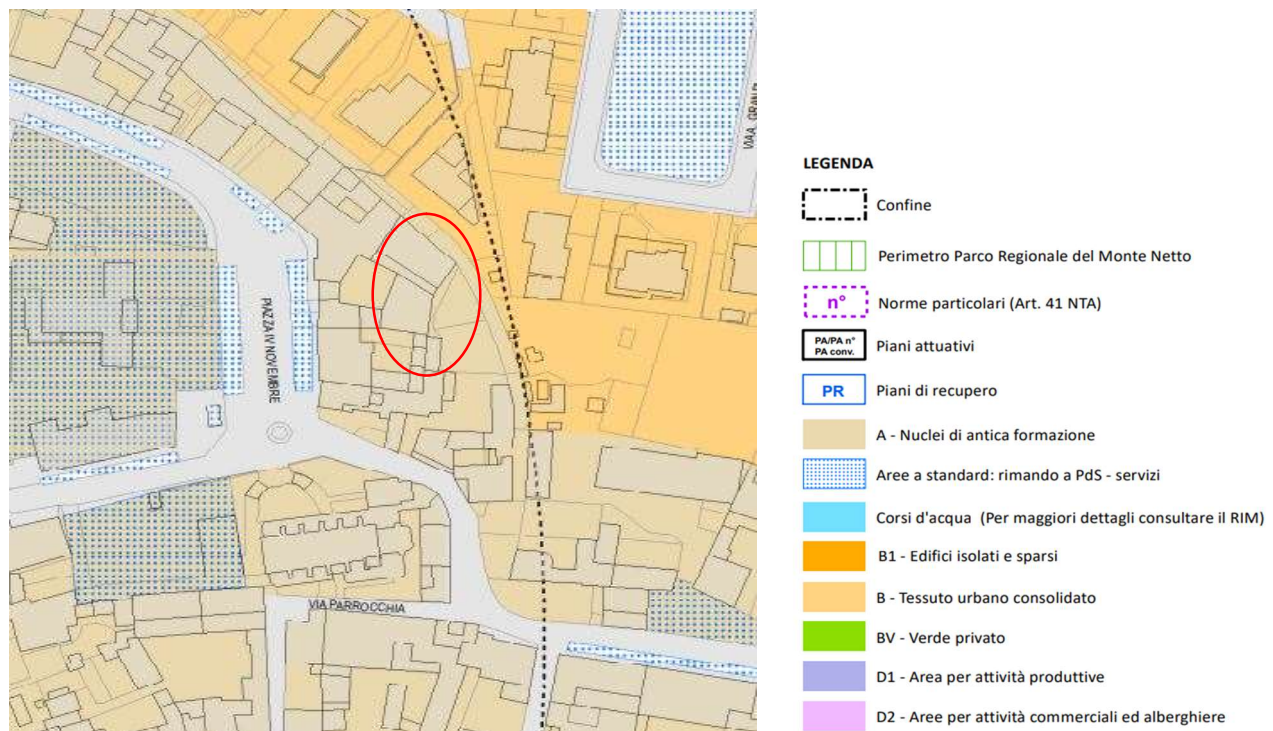 VIA A. GRAN
PIAZZA IV NOVEMBRE
VIA PARROCCHIA
LEGENDA
Confine
Perimetro Parco Regionale del Monte Netto
n°
Norme particolari (Art. 41 NTA)
PA/PA n°
PA conv.
Piani attuativi
PR
Piani di recupero
A - Nuclei di antica formazione
Aree a standard: rimando a PdS - servizi
Corsi d'acqua (Per maggiori dettagli consultare il RIM)
B1 - Edifici isolati e sparsi
B - Tessuto urbano consolidato
BV - Verde privato
D1 - Area per attività produttive
D2 - Aree per attività commerciali ed alberghiere